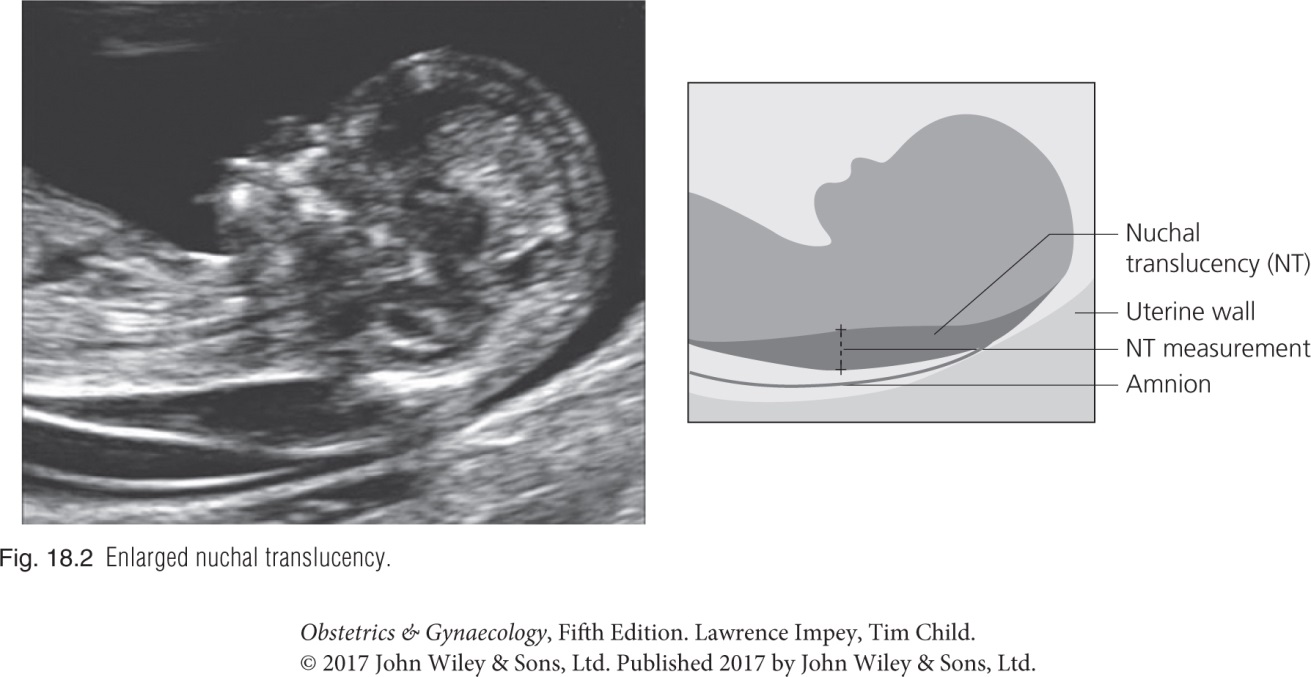 Nuchal
translucency (NT)
Uterine wall
NT measurement
Amnion
Fig. 18.2 Enlarged nuchal translucency.
Obstetrics & Gynaecology, Fifth Edition. Lawrence Impey, Tim Child.
© 2017 John Wiley & Sons, Ltd. Published 2017 by John Wiley & Sons, Ltd.